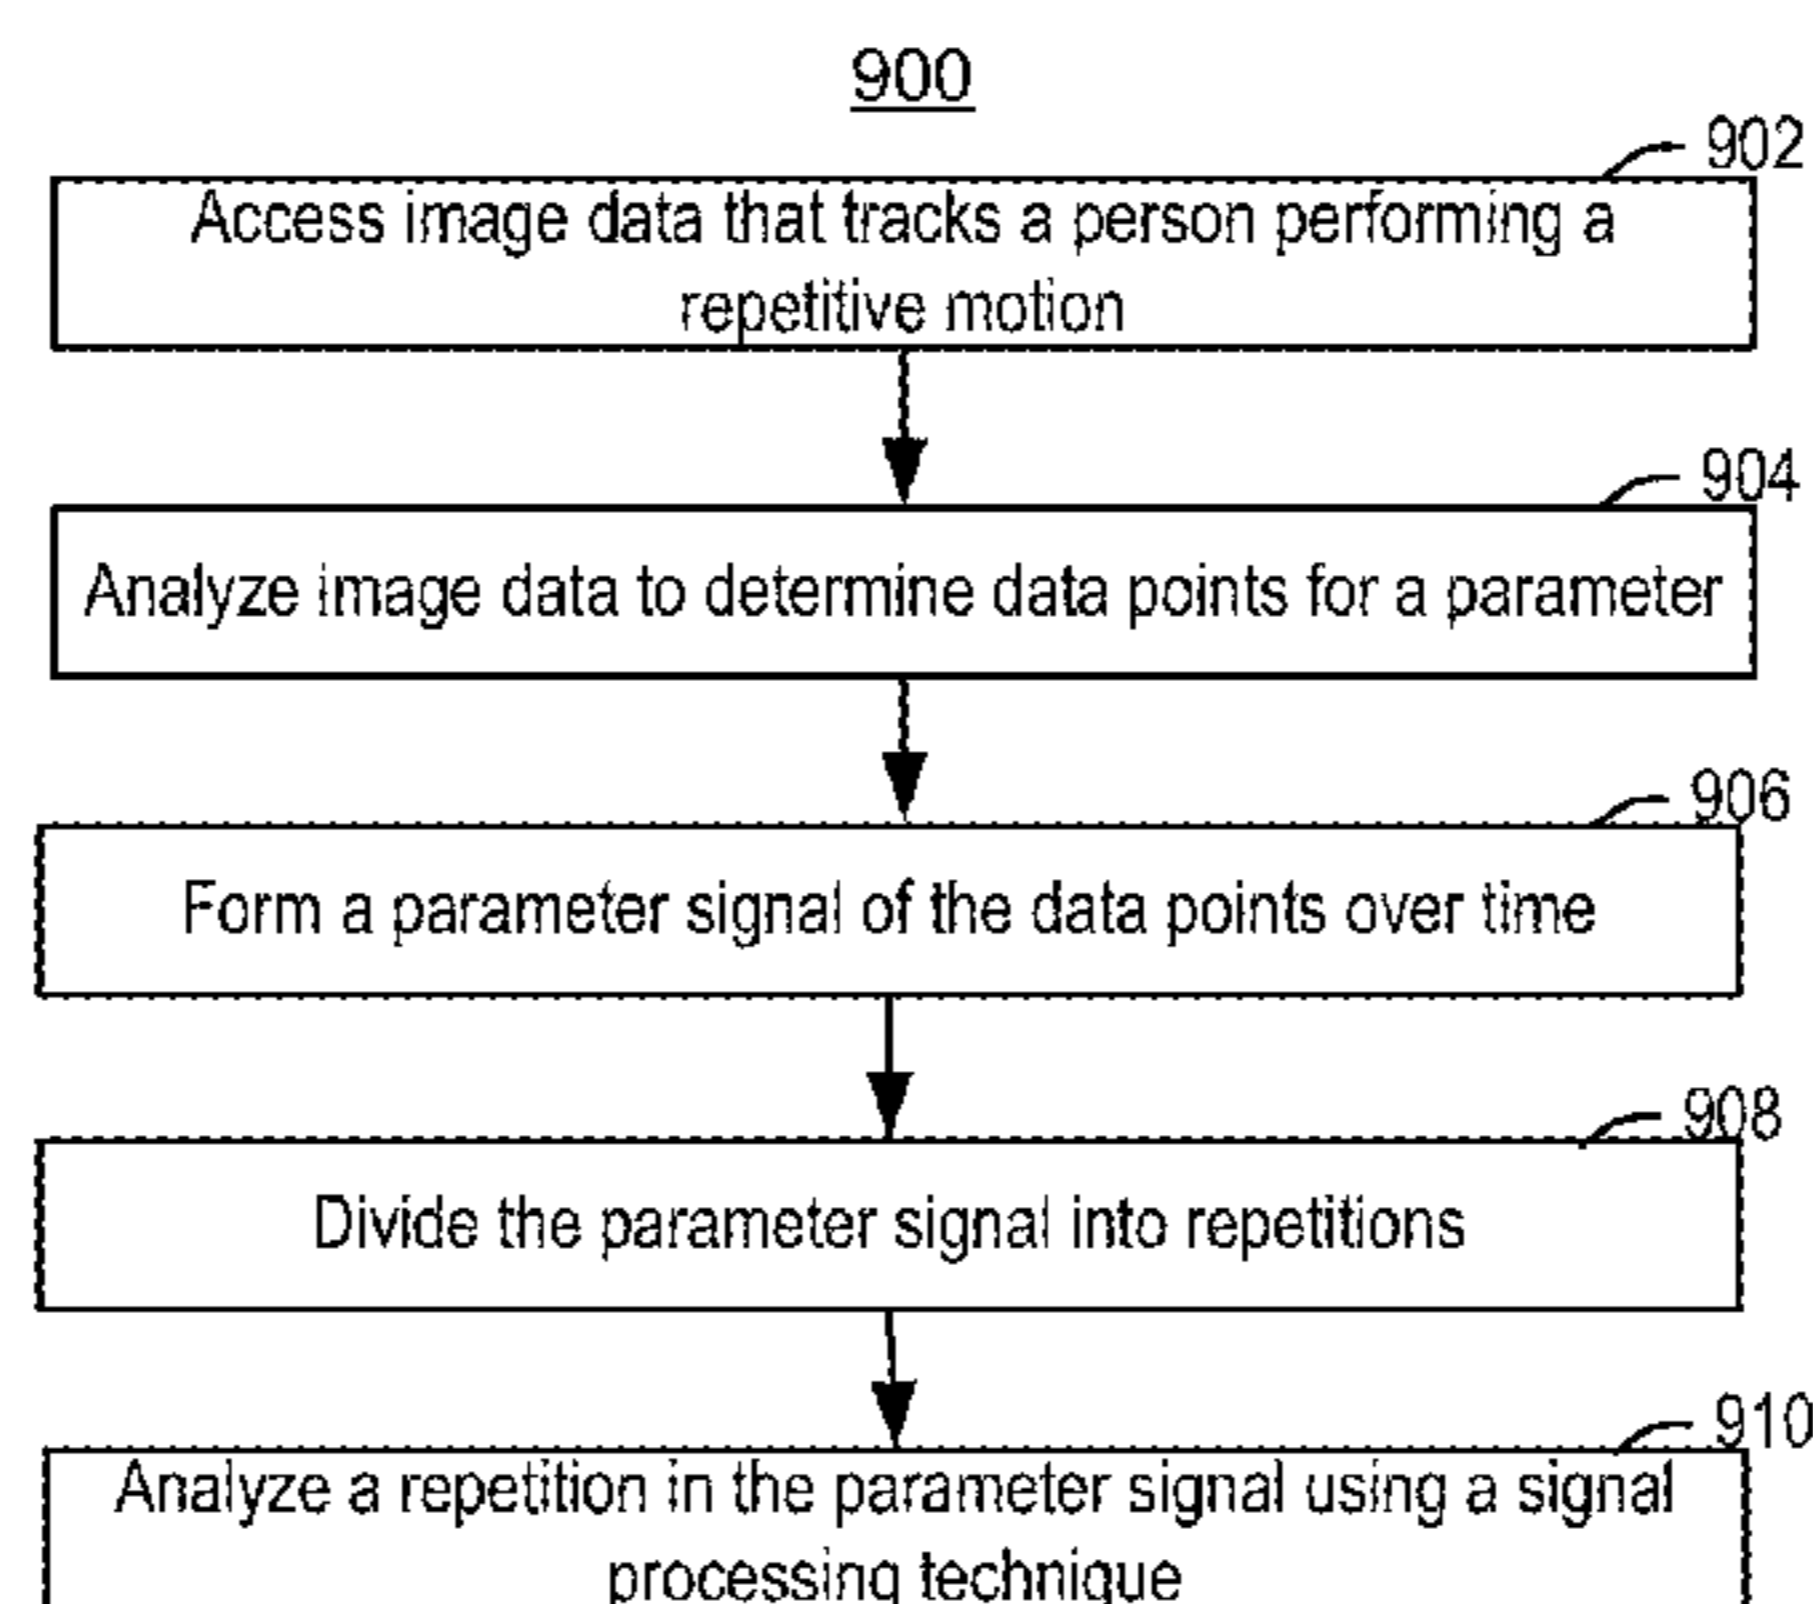 900
902
Access image data that tracks a person performing a
repetitive motion
904
Analyze image data to determine data points for a parameter
906
Form a parameter signal of the data points over time
908
Divide the parameter signal into repetitions
910
Analyze a repetition in the parameter signal using a signal
processing technique